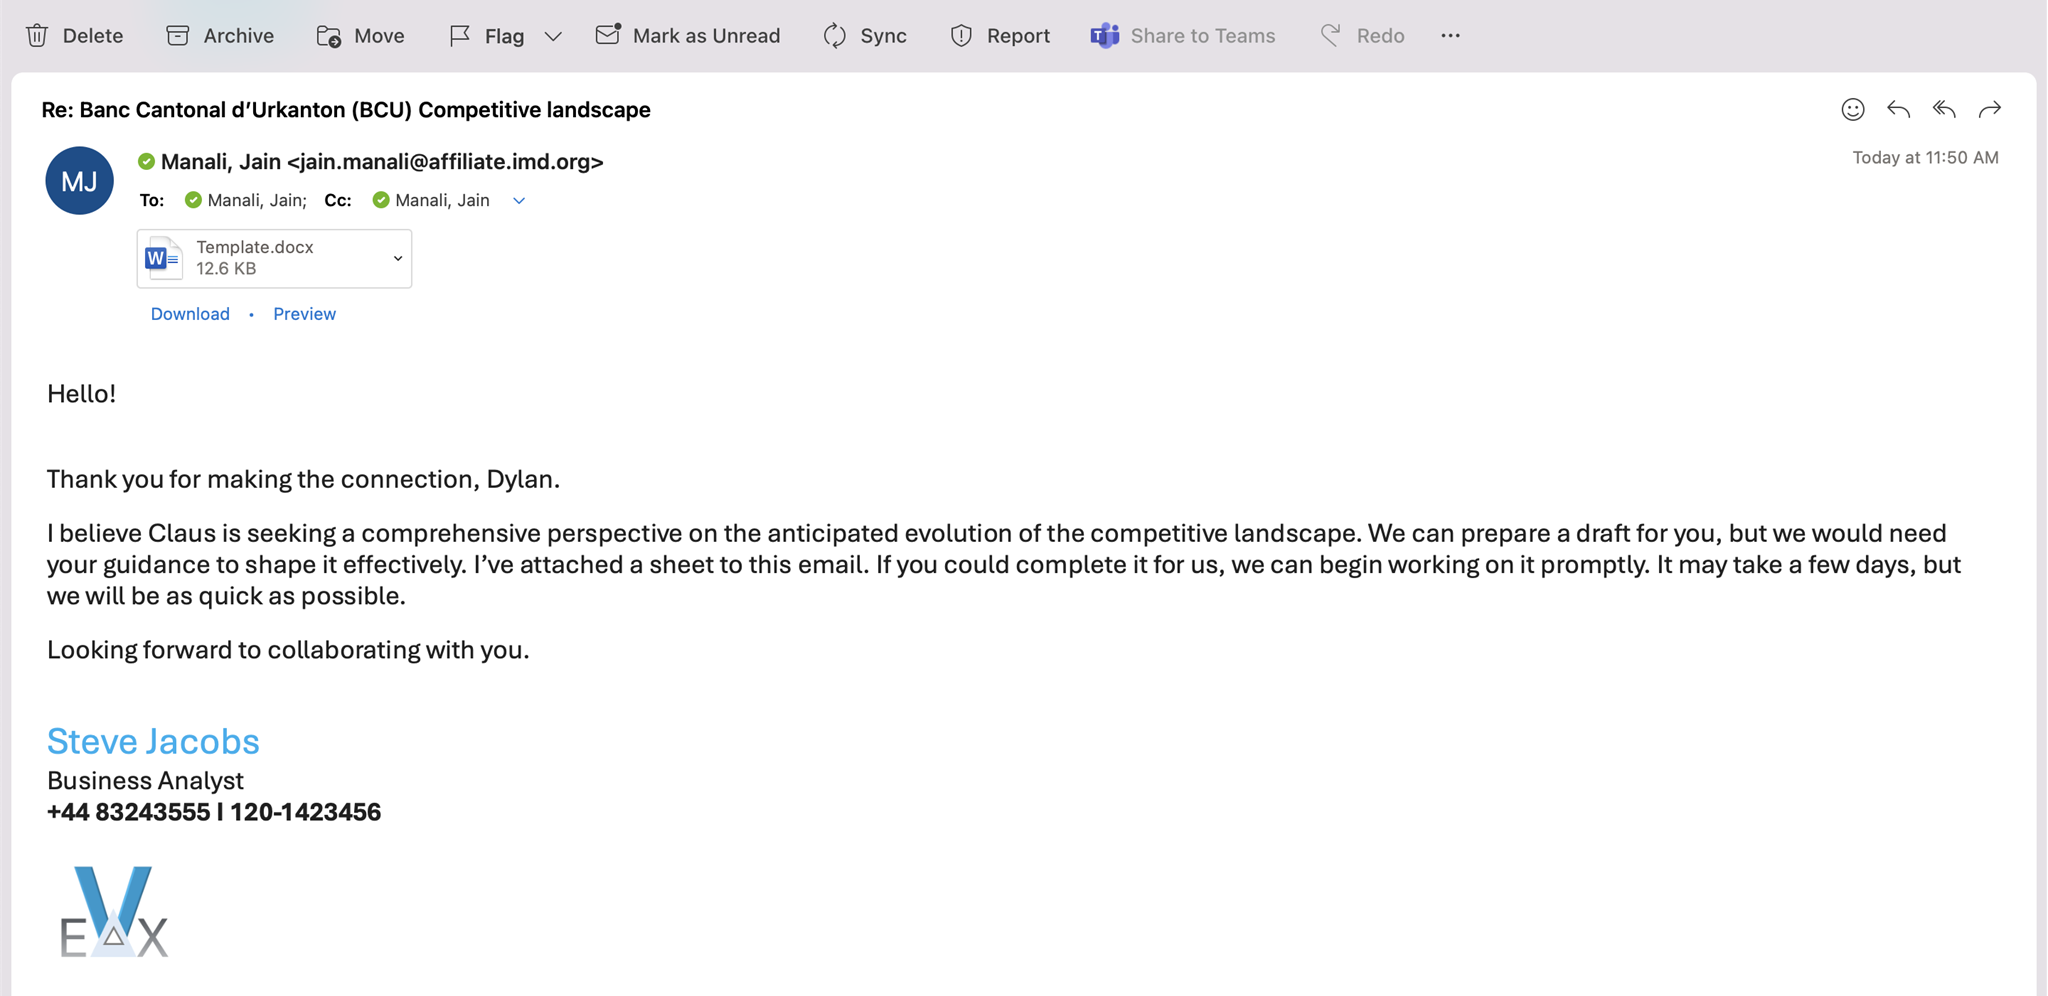 Delete Archive Move Flag Mark as Unread Sync Report Share to Teams Redo ...
Re: Banc Cantonal d’Urkanton (BCU) Competitive landscape
MJ
Manali, Jain <jain.manali@affiliate.imd.org>
Today at 11:50 AM
To: Manali, Jain; Cc: Manali, Jain
W
Template.docx
12.6 KB
Download • Preview
Hello!
Thank you for making the connection, Dylan.
I believe Claus is seeking a comprehensive perspective on the anticipated evolution of the competitive landscape. We can prepare a draft for you, but we would need
your guidance to shape it effectively. I’ve attached a sheet to this email. If you could complete it for us, we can begin working on it promptly. It may take a few days, but
we will be as quick as possible.
Looking forward to collaborating with you.
Steve Jacobs
Business Analyst
+44 83243555 I 120-1423456
EVX